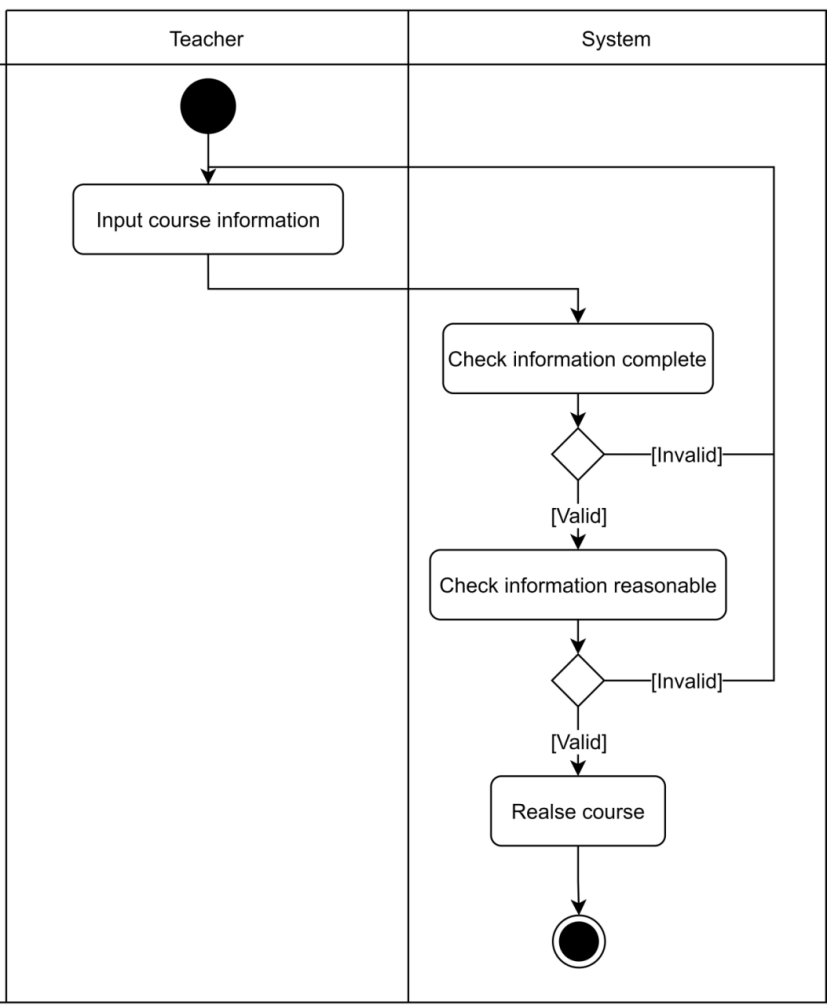 Teacher
System
Input course information
Check information complete
[Invalid]
[Valid]
Check information reasonable
[Invalid]
[Valid]
Realse course